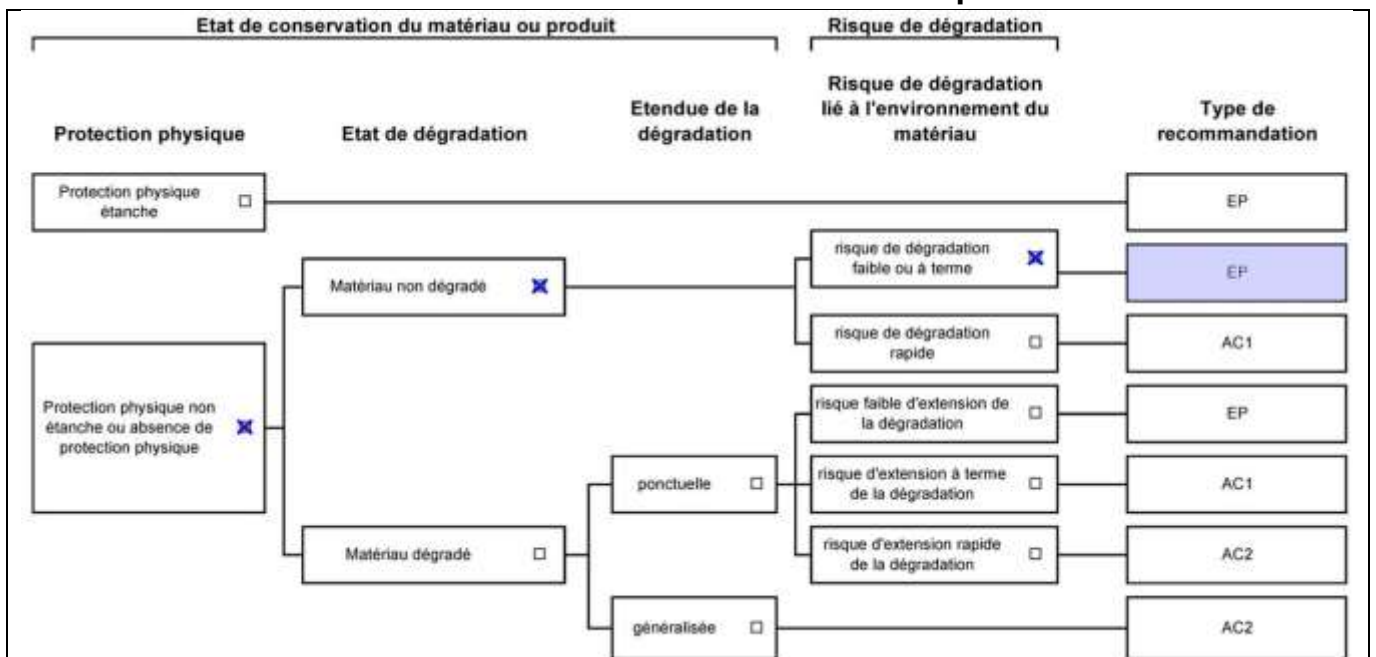 Etat de conservation du matériau ou produit
Risque de dégradation
Protection physique
Etat de dégradation
Etendue de la
dégradation
Risque de dégradation
lié à l'environnement du
matériau
Type de
recommandation
Protection physique
étanche
EP
risque de dégradation
faible ou à terme
EP
Matériau non dégradé
risque de dégradation
rapide
AC1
Protection physique non
étanche ou absence de
protection physique
risque faible d'extension de
la dégradation
EP
ponctuelle
risque d'extension à terme
de la dégradation
AC1
Matériau dégradé
risque d'extension rapide
de la dégradation
AC2
généralisée
AC2